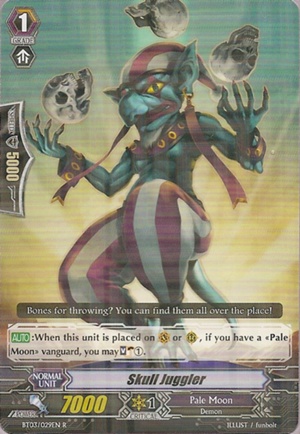 1
GRADE
5000
Bones for throwing? You can find them all over the place!
AUTO:When this unit is placed on or , if you have a «Pale
Moon» vanguard, you may ① .
Skull Juggler
NORMAL
UNIT
7000
1
CRITICAL
Pale Moon
Demon
BT03/029EN R
ILLUST / funbolt